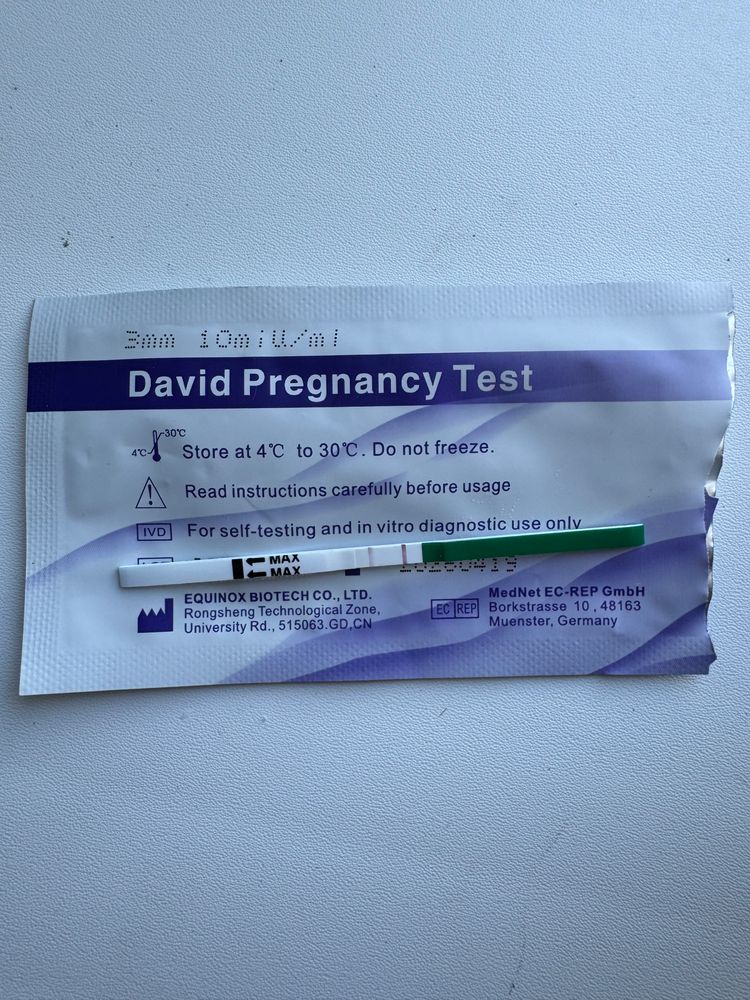 3mm 10mIU/ml
David Pregnancy Test
4℃ 30℃
Store at 4℃ to 30℃. Do not freeze.
Read instructions carefully before usage
IVD For self-testing and in vitro diagnostic use only
MAX
MAX
EQUINOX BIOTECH CO., LTD.
Rongsheng Technological Zone,
University Rd., 515063.GD,CN
EC REP
MedNet EC-REP GmbH
Borkstrasse 10, 48163
Muenster, Germany